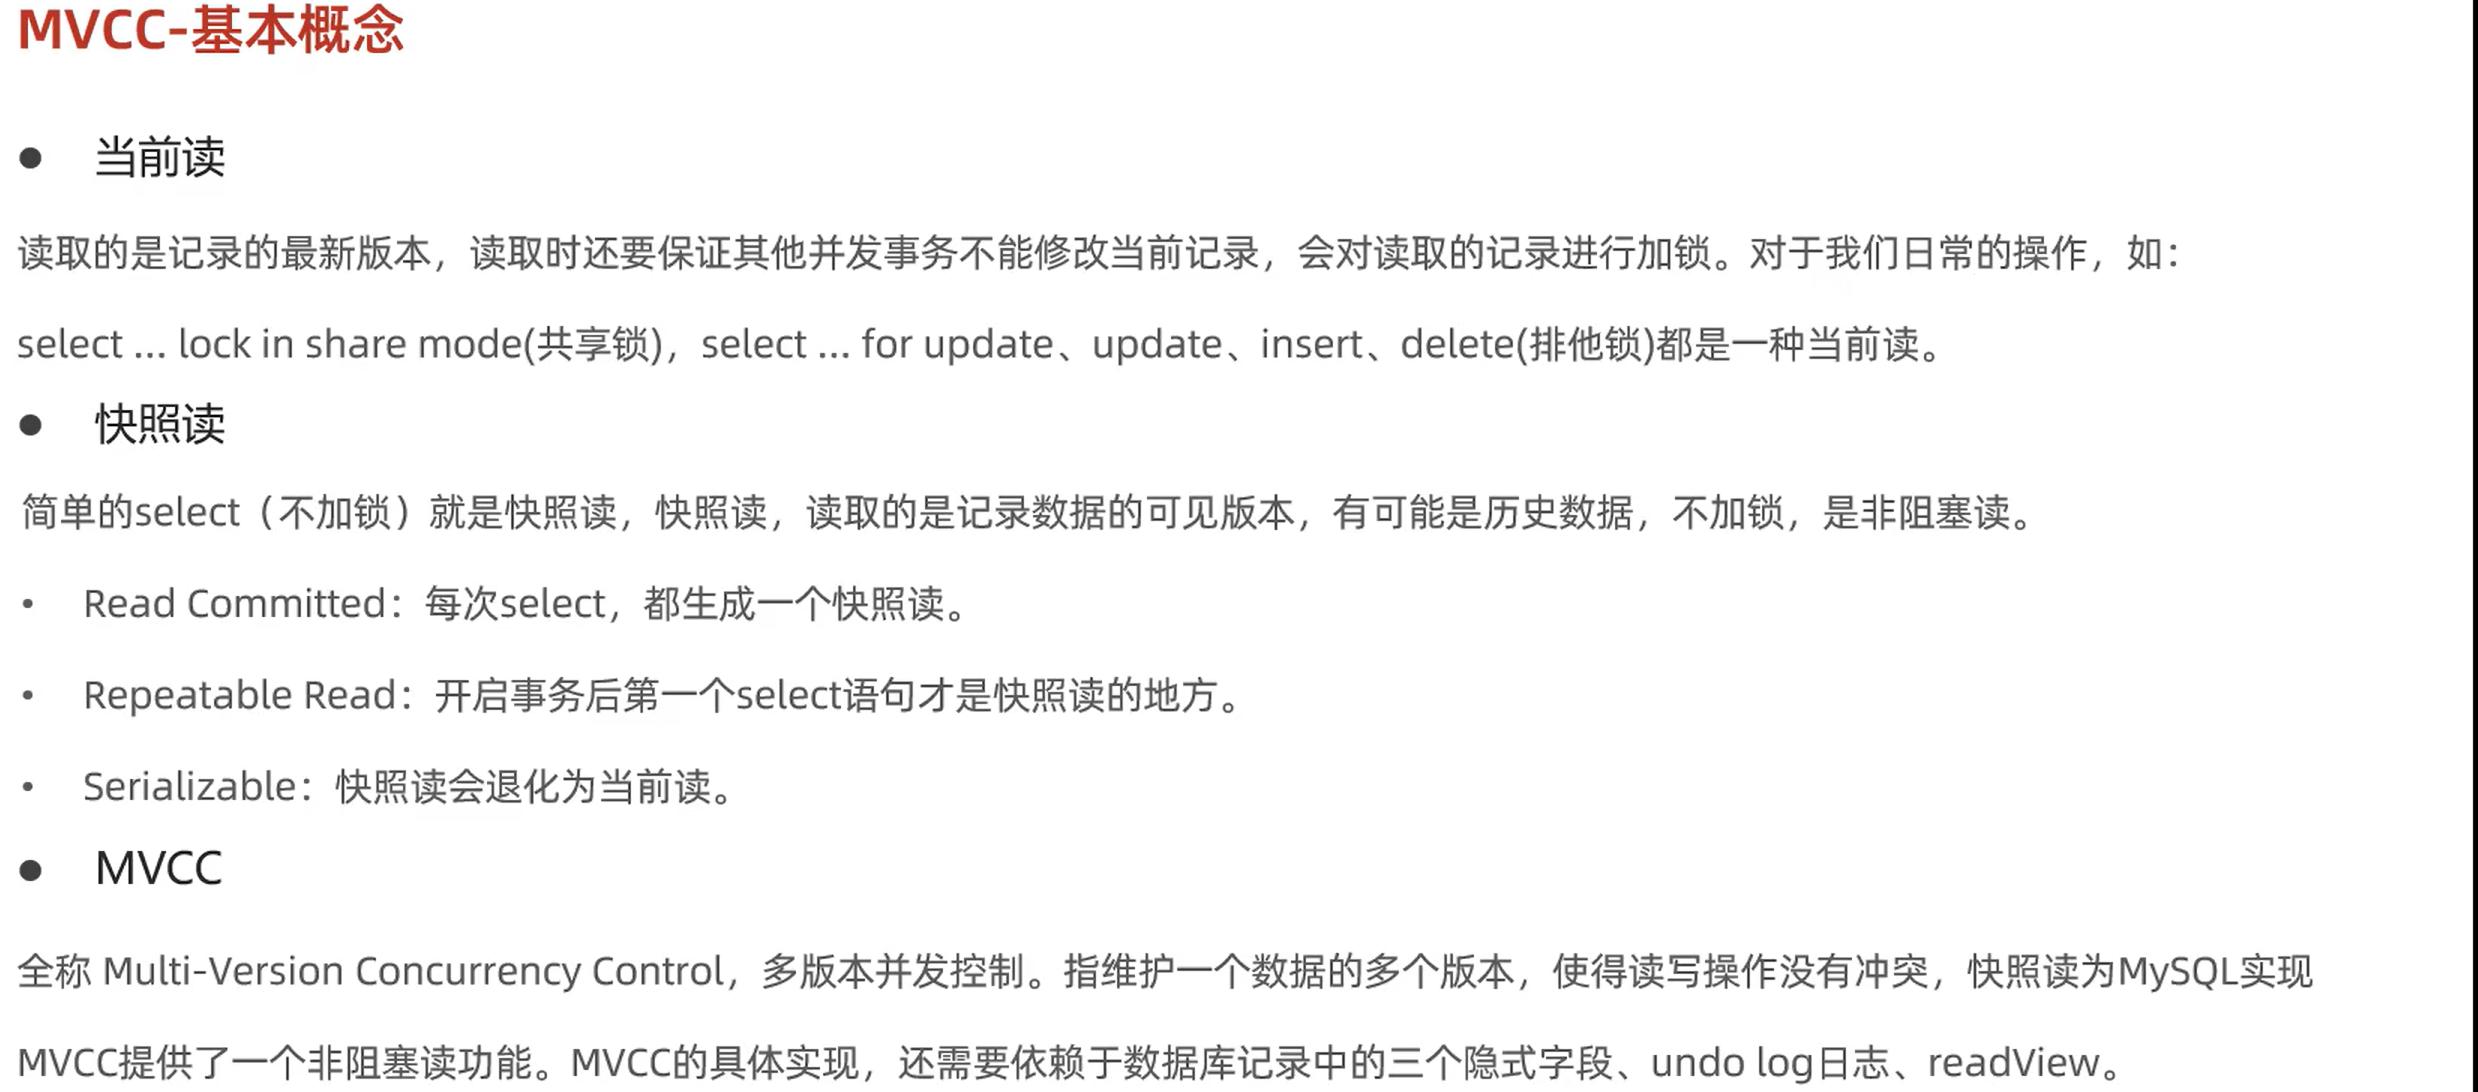 MVCC-基本概念
● 当前读
读取的是记录的最新版本，读取时还要保证其他并发事务不能修改当前记录，会对读取的记录进行加锁。对于我们日常的操作，如：
select ... lock in share mode(共享锁)，select ... for update、update、insert、delete(排他锁)都是一种当前读。
● 快照读
简单的select（不加锁）就是快照读，快照读，读取的是记录数据的可见版本，有可能是历史数据，不加锁，是非阻塞读。
• Read Committed：每次select，都生成一个快照读。
• Repeatable Read：开启事务后第一个select语句才是快照读的地方。
• Serializable：快照读会退化为当前读。
● MVCC
全称 Multi-Version Concurrency Control，多版本并发控制。指维护一个数据的多个版本，使得读写操作没有冲突，快照读为MySQL实现
MVCC提供了一个非阻塞读功能。MVCC的具体实现，还需要依赖于数据库记录中的三个隐式字段、undo log日志、readView。